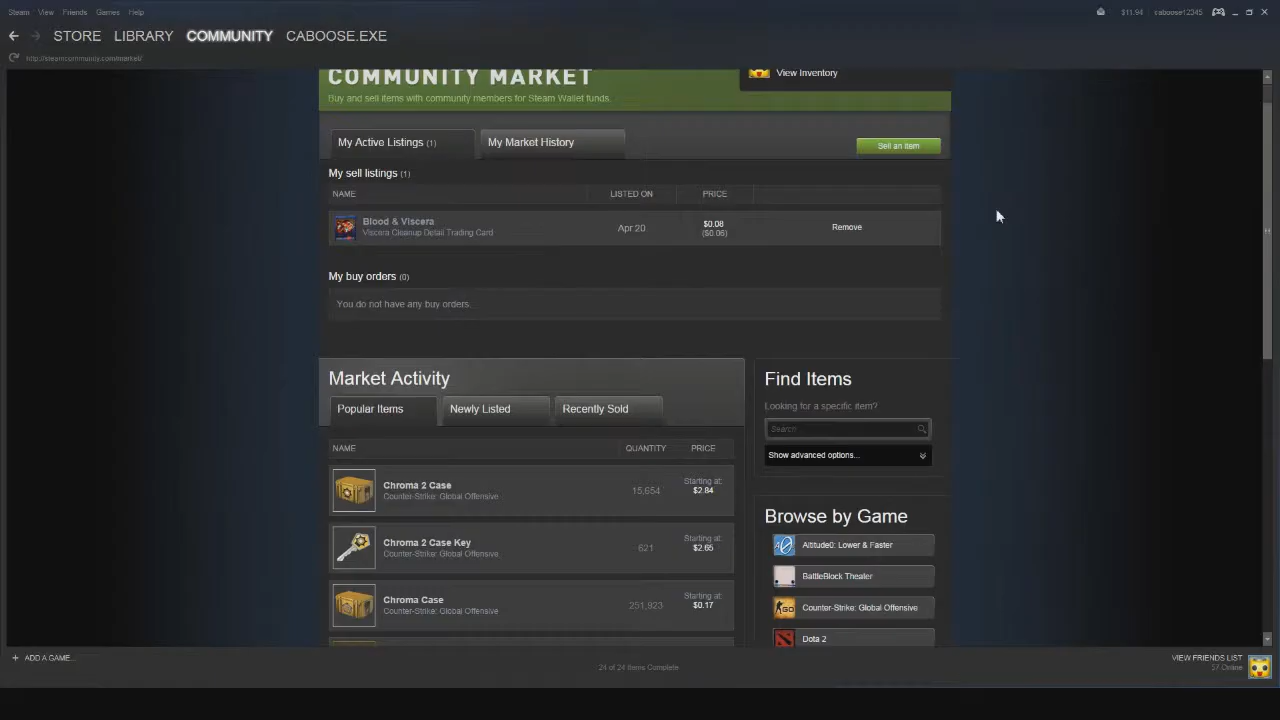 Steam View Friends Games Help
$11.94 caboose12345
STORE LIBRARY COMMUNITY CABOOSE.EXE
http://steamcommunity.com/market/
COMMUNITY MARKET
View Inventory
Buy and sell items with community members for Steam Wallet funds.
My Active Listings (1)
My Market History
Sell an item
My sell listings (1)
NAME LISTED ON PRICE
Blood & Viscera
Viscera Cleanup Detail Trading Card
Apr 20
$0.08
($0.06)
Remove
My buy orders (0)
You do not have any buy orders.
Market Activity
Popular Items Newly Listed Recently Sold
NAME QUANTITY PRICE
Chroma 2 Case
Counter-Strike: Global Offensive
15,654
Starting at:
$2.84
Chroma 2 Case Key
Counter-Strike: Global Offensive
621
Starting at:
$2.65
Chroma Case
Counter-Strike: Global Offensive
251,923
Starting at:
$0.17
Find Items
Looking for a specific item?
Search
Show advanced options...
Browse by Game
Altitude0: Lower & Faster
BattleBlock Theater
Counter-Strike: Global Offensive
Dota 2
+ ADD A GAME...
24 of 24 Items Complete
VIEW FRIENDS LIST
57 Online